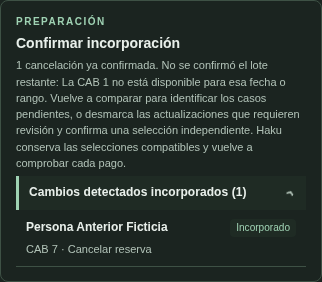 PREPARACIÓN
Confirmar incorporación
1 cancelación ya confirmada. No se confirmó el lote
restante: La CAB 1 no está disponible para esa fecha o
rango. Vuelve a comparar para identificar los casos
pendientes, o desmarca las actualizaciones que requieren
revisión y confirma una selección independiente. Haku
conserva las selecciones compatibles y vuelve a
comprobar cada pago.
Cambios detectados incorporados (1)
Persona Anterior Ficticia
Incorporado
CAB 7 · Cancelar reserva